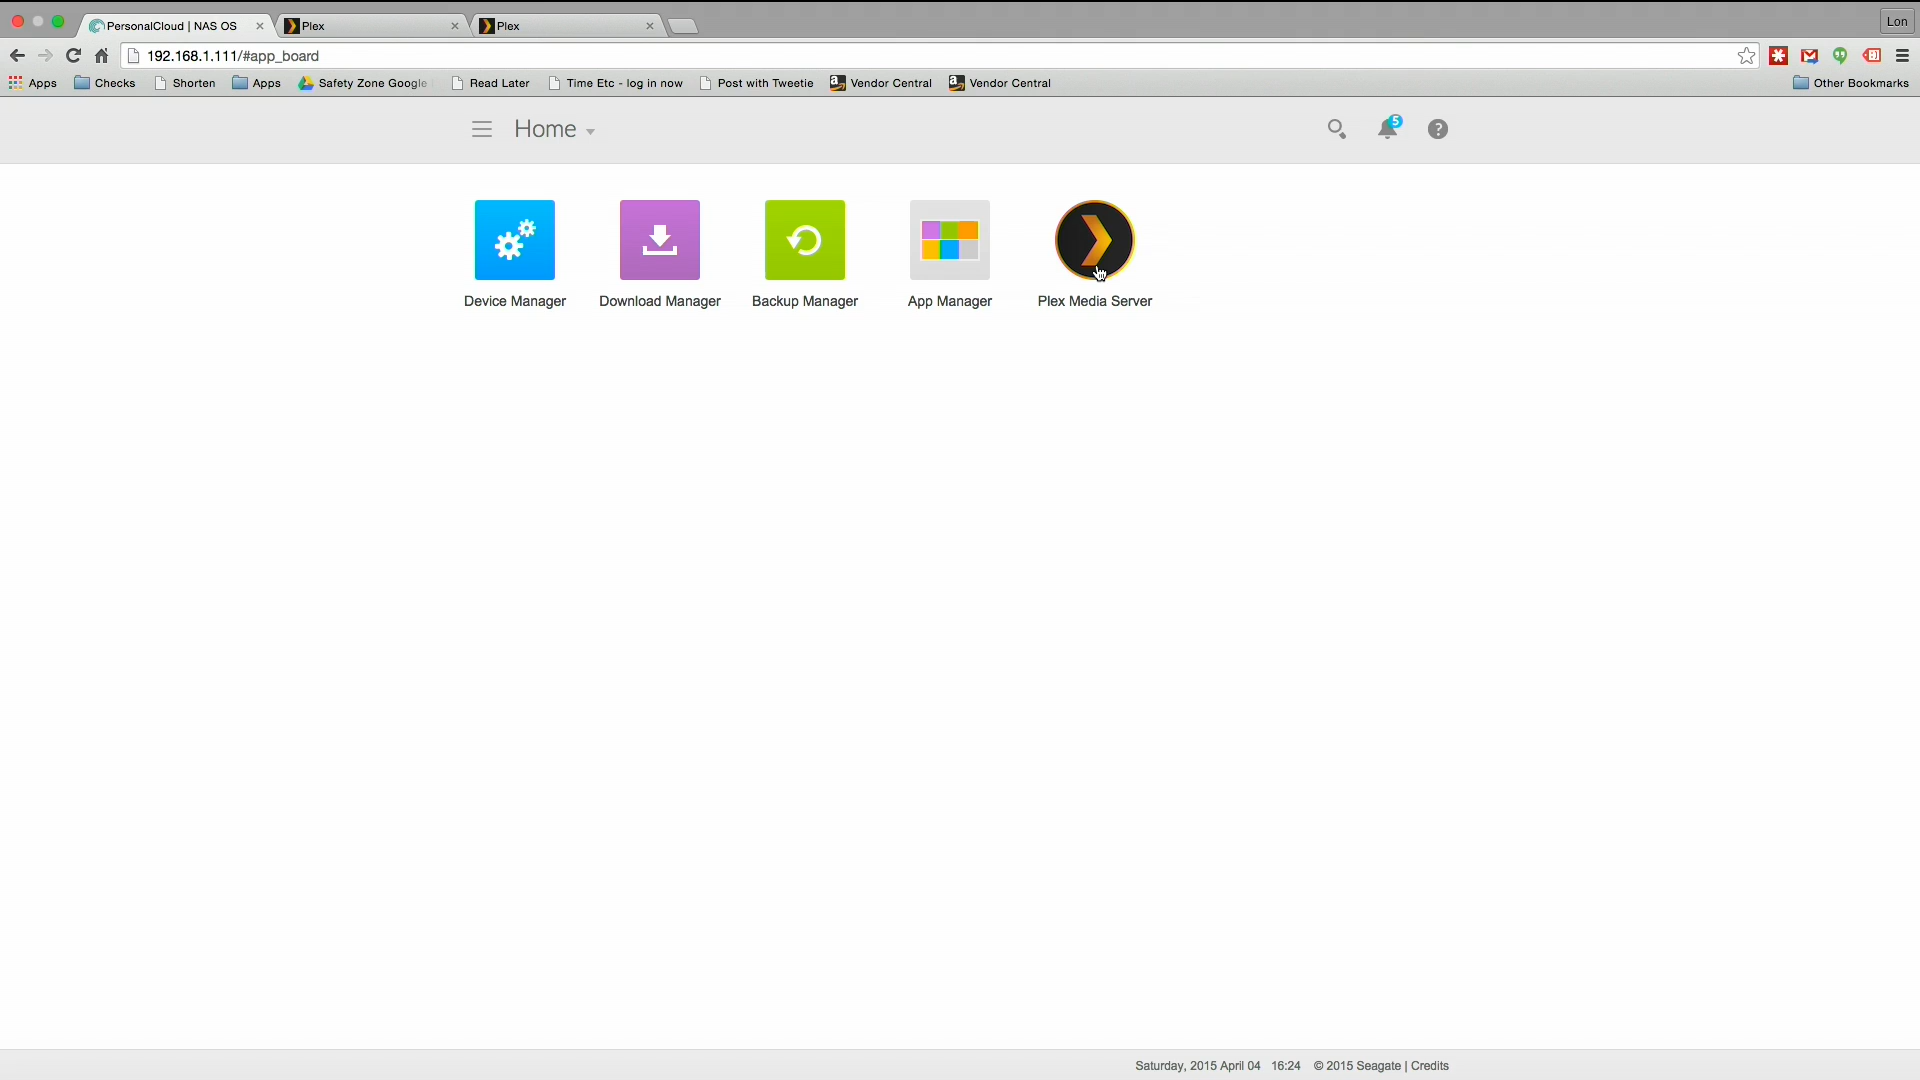 PersonalCloud | NAS OS
Plex
Plex
Lon
192.168.1.111/#app_board
Apps
Checks
Shorten
Apps
Safety Zone Google
Read Later
Time Etc - log in now
Post with Tweetie
Vendor Central
Vendor Central
Other Bookmarks
Home
5
?
Device Manager
Download Manager
Backup Manager
App Manager
Plex Media Server
Saturday, 2015 April 04 16:24 © 2015 Seagate | Credits